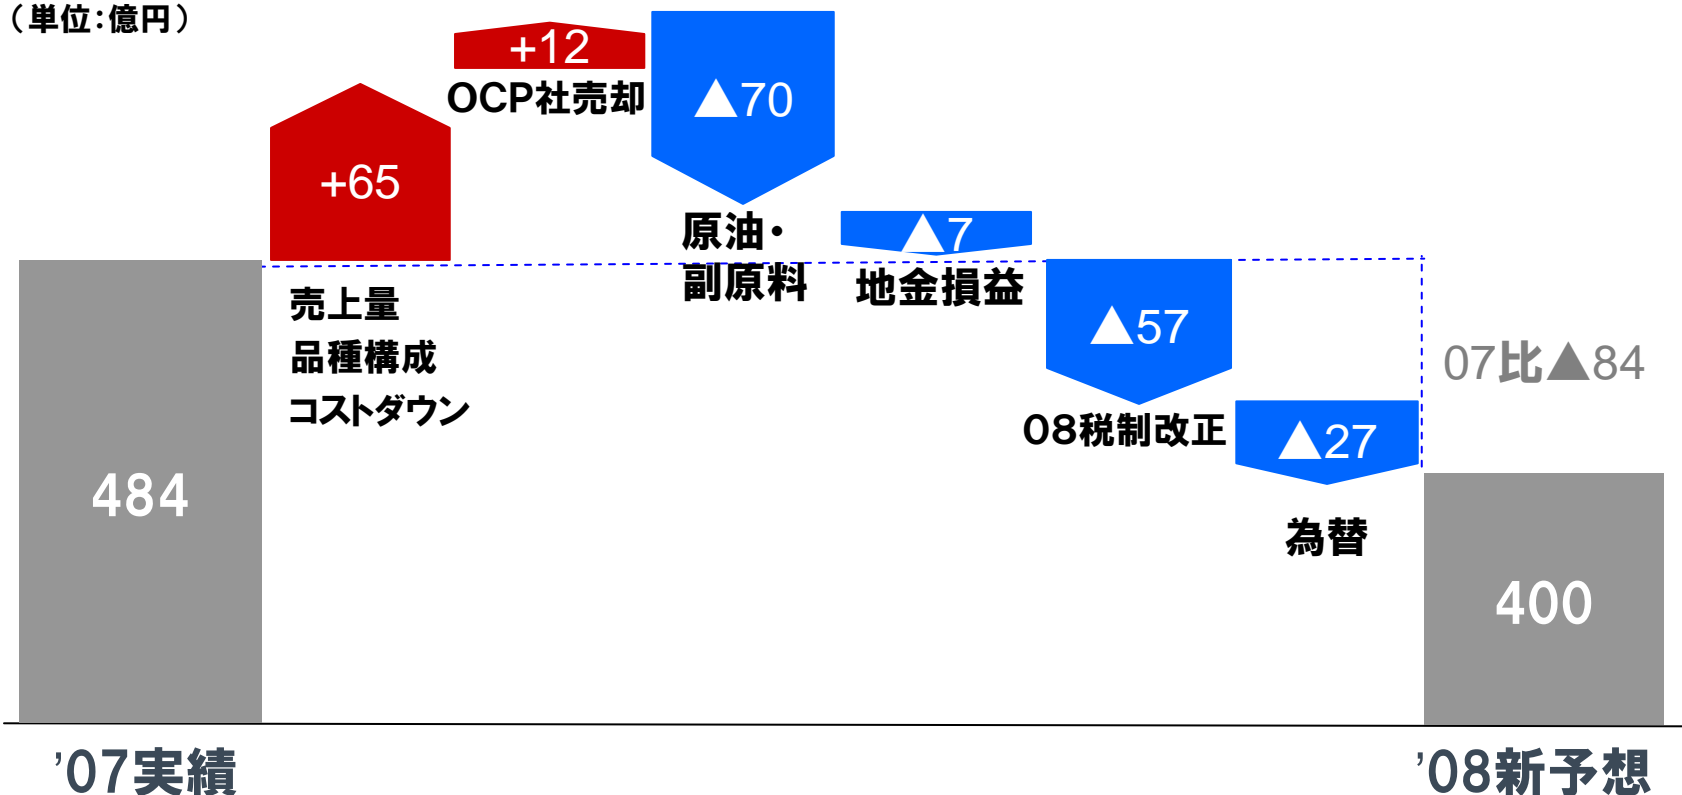 （単位：億円）
+12
OCP社売却
▲70
+65
原油・
副原料
▲7
地金損益
売上量
品種構成
コストダウン
▲57
08税制改正
07比▲84
▲27
為替
484
400
’07実績
’08新予想